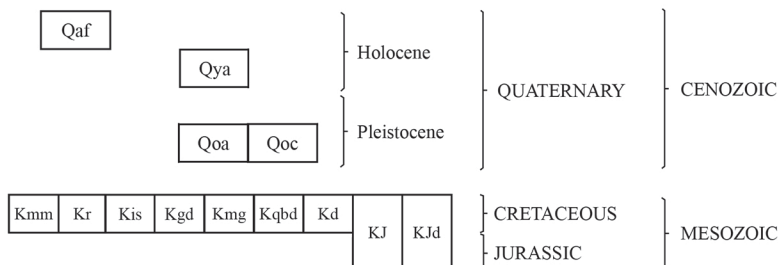 Qaf
Holocene
Qya
QUATERNARY
CENOZOIC
Pleistocene
Qoa Qoc
Kmm Kr Kis Kgd Kmg Kqbd Kd
CRETACEOUS
KJ KJd
MESOZOIC
JURASSIC